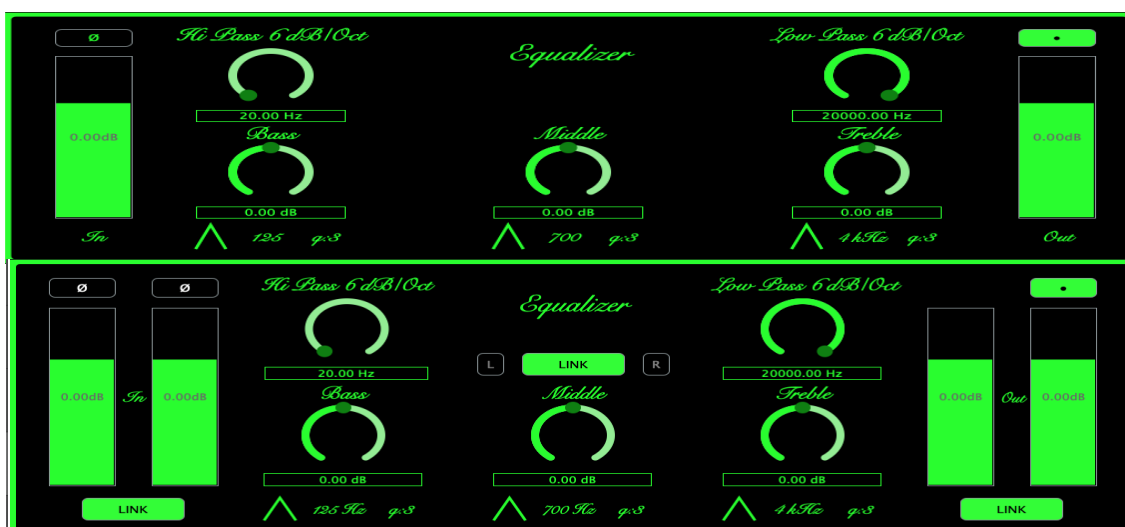 Ø
Hi Pass 6 dB/Oct
Equalizer
Low Pass 6 dB/Oct
0.00dB
20.00 Hz
20000.00 Hz
0.00dB
Bass
Middle
Treble
0.00 dB
0.00 dB
0.00 dB
In
125 q:3
700 q:3
4 kHz q:3
Out
Ø Ø
Hi Pass 6 dB/Oct
Equalizer
Low Pass 6 dB/Oct
L LINK R
20.00 Hz
20000.00 Hz
0.00dB In 0.00dB
Bass
Middle
Treble
0.00dB Out 0.00dB
0.00 dB
0.00 dB
0.00 dB
LINK
125 Hz q:3
700 Hz q:3
4 kHz q:3
LINK